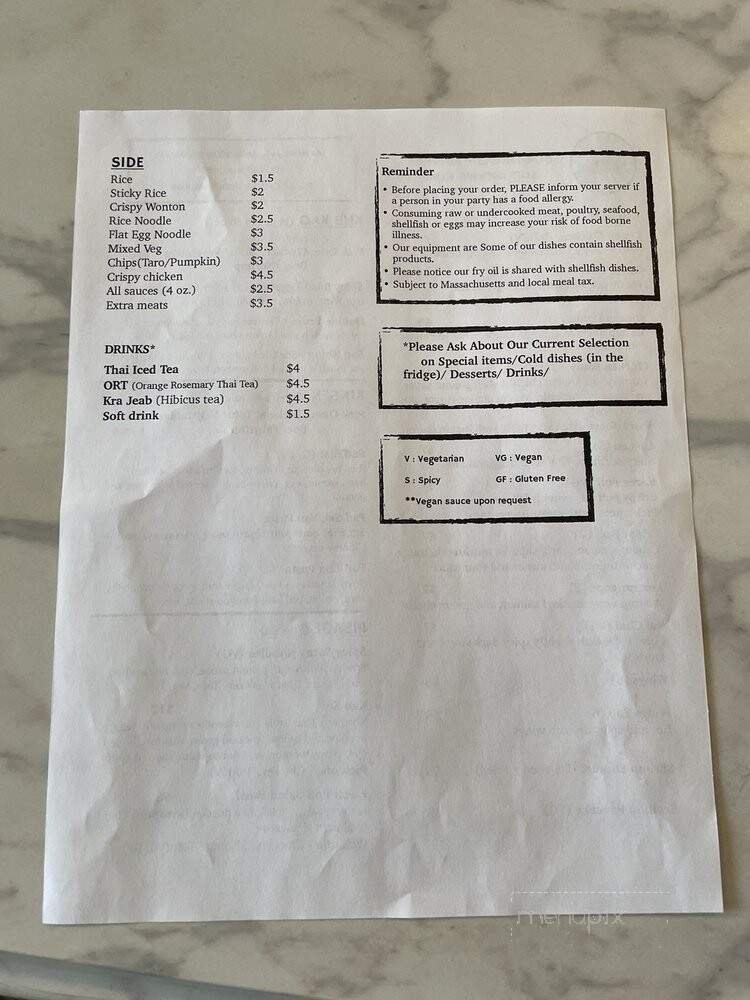 SIDE
Rice $1.5
Sticky Rice $2
Crispy Wonton $2
Rice Noodle $2.5
Flat Egg Noodle $3
Mixed Veg $3.5
Chips(Taro/Pumpkin) $3
Crispy chicken $4.5
All sauces (4 oz.) $2.5
Extra meats $3.5
DRINKS*
Thai Iced Tea $4
ORT (Orange Rosemary Thai Tea) $4.5
Kra Jeab (Hibicus tea) $4.5
Soft drink $1.5
Reminder
• Before placing your order, PLEASE inform your server if
a person in your party has a food allergy.
• Consuming raw or undercooked meat, poultry, seafood,
shellfish or eggs may increase your risk of food borne
illness.
• Our equipment are Some of our dishes contain shellfish
products.
• Please notice our fry oil is shared with shellfish dishes.
• Subject to Massachusetts and local meal tax.
*Please Ask About Our Current Selection
on Special items/Cold dishes (in the
fridge)/ Desserts/ Drinks/
V : Vegetarian VG : Vegan
S : Spicy GF : Gluten Free
**Vegan sauce upon request
menupix